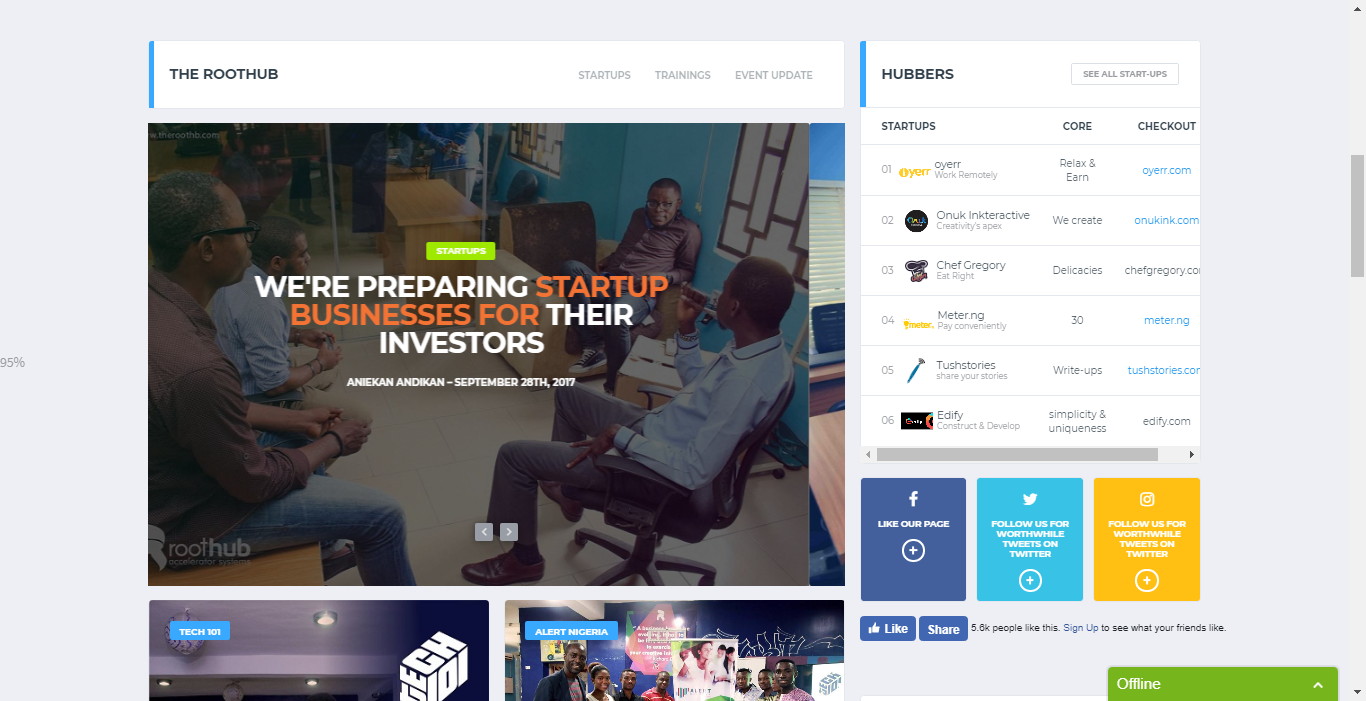 THE ROOTHUB
STARTUPS TRAININGS EVENT UPDATE
HUBBERS
SEE ALL START-UPS
www.theroothb.com
STARTUPS
WE'RE PREPARING STARTUP
BUSINESSES FOR THEIR
INVESTORS
ANIEKAN ANDIKAN – SEPTEMBER 28TH, 2017
roothub
accelerator systems
STARTUPS CORE CHECKOUT
01 oyerr oyerr Relax & oyerr.com
Work Remotely Earn
02 Onuk Onuk Inkteractive We create onukink.com
Creativity's apex
03 Chef Gregory Delicacies chefgregory.co
Eat Right
04 meter. Meter.ng 30 meter.ng
Pay conveniently
05 Tushstories Write-ups tushstories.co
share your stories
06 Edify Edify simplicity & edify.com
Construct & Develop uniqueness
LIKE OUR PAGE
FOLLOW US FOR
WORTHWHILE
TWEETS ON
TWITTER
FOLLOW US FOR
WORTHWHILE
TWEETS ON
TWITTER
95%
TECH 101
TECH
101
ALERT NIGERIA
Like Share 5.6k people like this. Sign Up to see what your friends like.
Offline